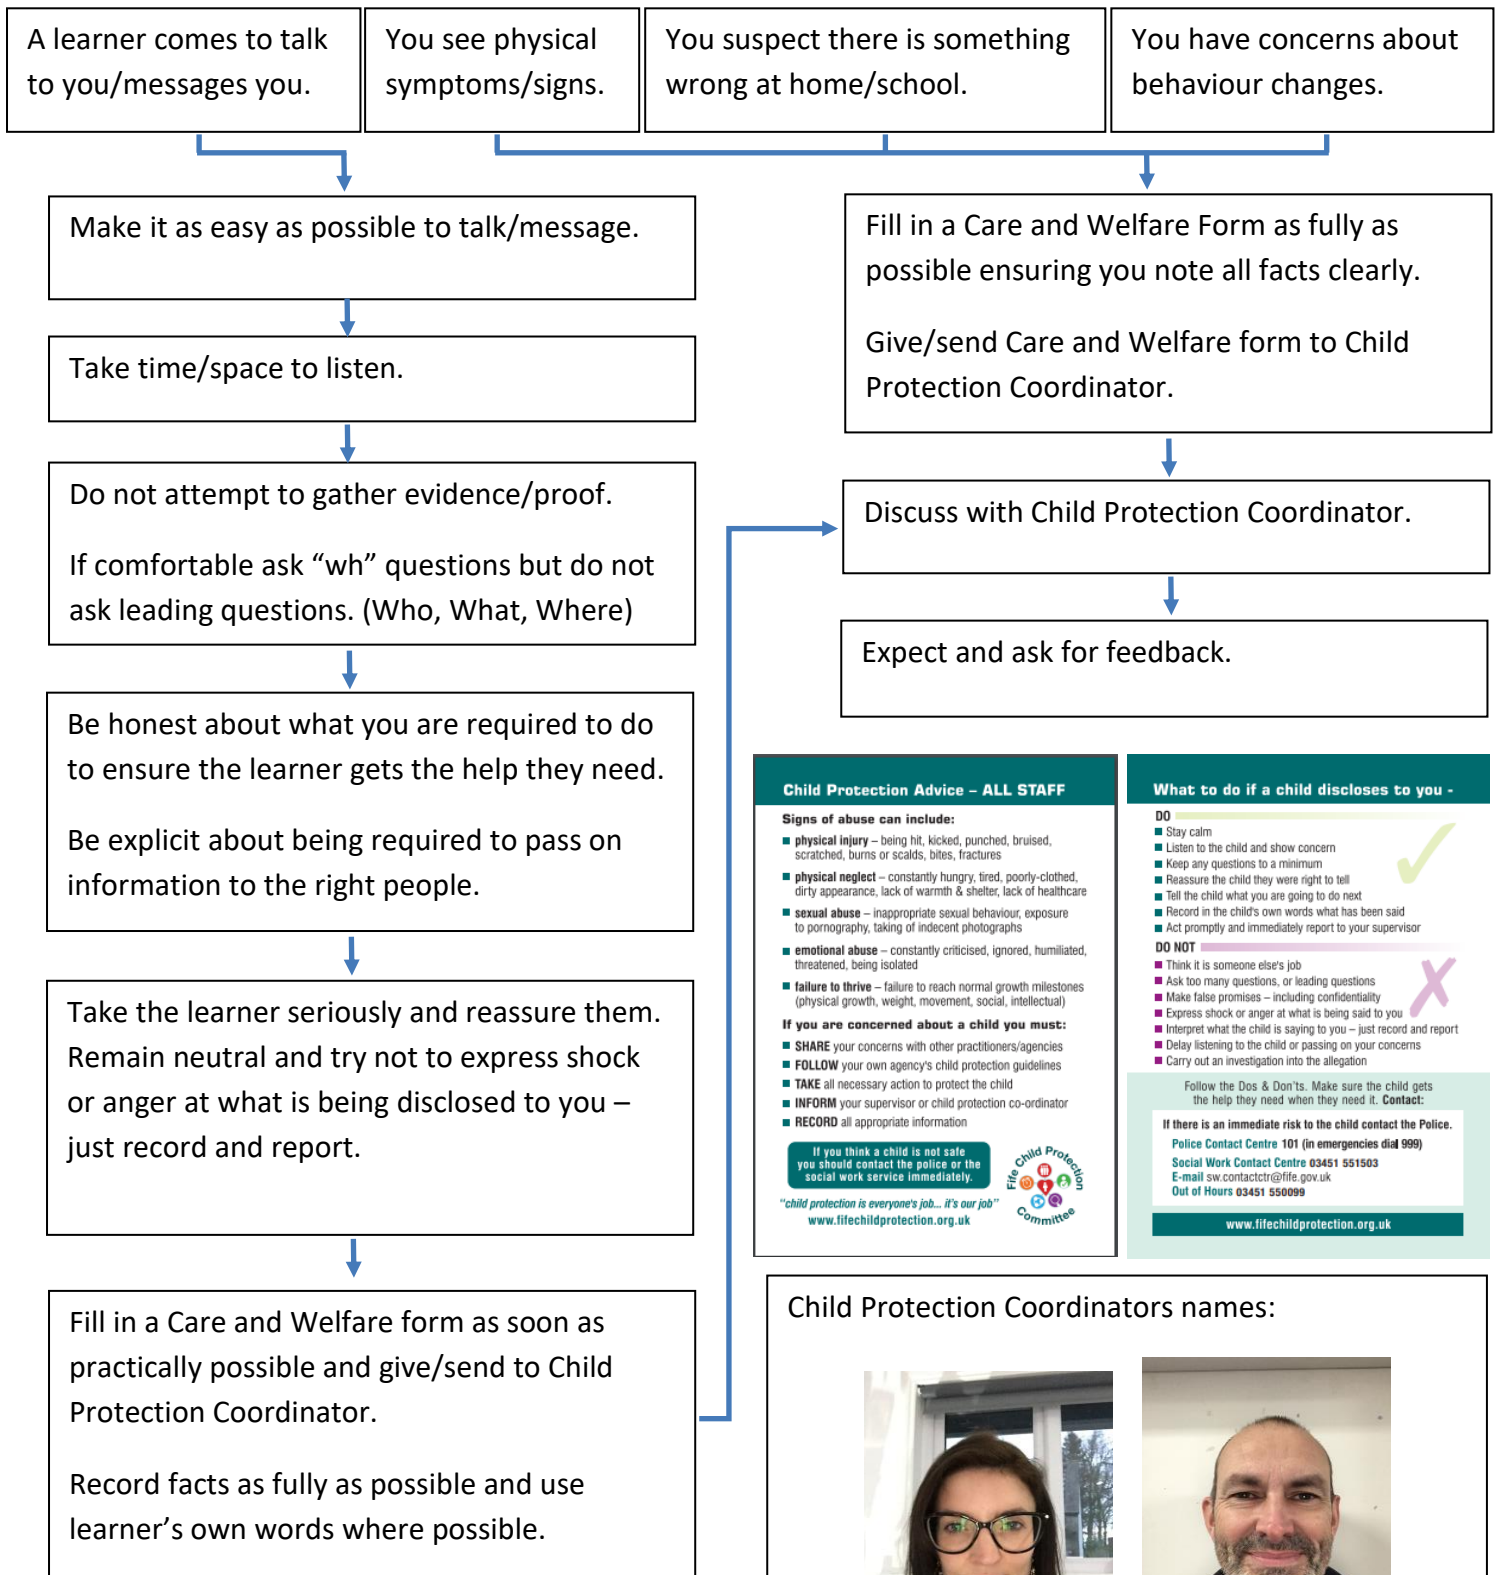 A learner comes to talk
to you/messages you.
You see physical
symptoms/signs.
You suspect there is something
wrong at home/school.
You have concerns about
behaviour changes.
Make it as easy as possible to talk/message.
Take time/space to listen.
Do not attempt to gather evidence/proof.
If comfortable ask “wh” questions but do not
ask leading questions. (Who, What, Where)
Be honest about what you are required to do
to ensure the learner gets the help they need.
Be explicit about being required to pass on
information to the right people.
Take the learner seriously and reassure them.
Remain neutral and try not to express shock
or anger at what is being disclosed to you –
just record and report.
Fill in a Care and Welfare form as soon as
practically possible and give/send to Child
Protection Coordinator.
Record facts as fully as possible and use
learner’s own words where possible.
Fill in a Care and Welfare Form as fully as
possible ensuring you note all facts clearly.
Give/send Care and Welfare form to Child
Protection Coordinator.
Discuss with Child Protection Coordinator.
Expect and ask for feedback.
Child Protection Advice – ALL STAFF
Signs of abuse can include:
physical injury – being hit, kicked, punched, bruised,
scratched, burns or scalds, bites, fractures
physical neglect – constantly hungry, tired, poorly-clothed,
dirty appearance, lack of warmth & shelter, lack of healthcare
sexual abuse – inappropriate sexual behaviour, exposure
to pornography, taking of indecent photographs
emotional abuse – constantly criticised, ignored, humiliated,
threatened, being isolated
failure to thrive – failure to reach normal growth milestones
(physical growth, weight, movement, social, intellectual)
If you are concerned about a child you must:
SHARE your concerns with other practitioners/agencies
FOLLOW your own agency's child protection guidelines
TAKE all necessary action to protect the child
INFORM your supervisor or child protection co-ordinator
RECORD all appropriate information
If you think a child is not safe
you should contact the police or the
social work service immediately.
"child protection is everyone's job... it's our job"
www.fifechildprotection.org.uk
Fife Child Protection
Committee
What to do if a child discloses to you -
DO
Stay calm
Listen to the child and show concern
Keep any questions to a minimum
Reassure the child they were right to tell
Tell the child what you are going to do next
Record in the child's own words what has been said
Act promptly and immediately report to your supervisor
DO NOT
Think it is someone else's job
Ask too many questions, or leading questions
Make false promises – including confidentiality
Express shock or anger at what is being said to you
Interpret what the child is saying to you – just record and report
Delay listening to the child or passing on your concerns
Carry out an investigation into the allegation
Follow the Dos & Don'ts. Make sure the child gets
the help they need when they need it. Contact:
If there is an immediate risk to the child contact the Police.
Police Contact Centre 101 (in emergencies dial 999)
Social Work Contact Centre 03451 551503
E-mail sw.contactctr@fife.gov.uk
Out of Hours 03451 550099
www.fifechildprotection.org.uk
Child Protection Coordinators names: